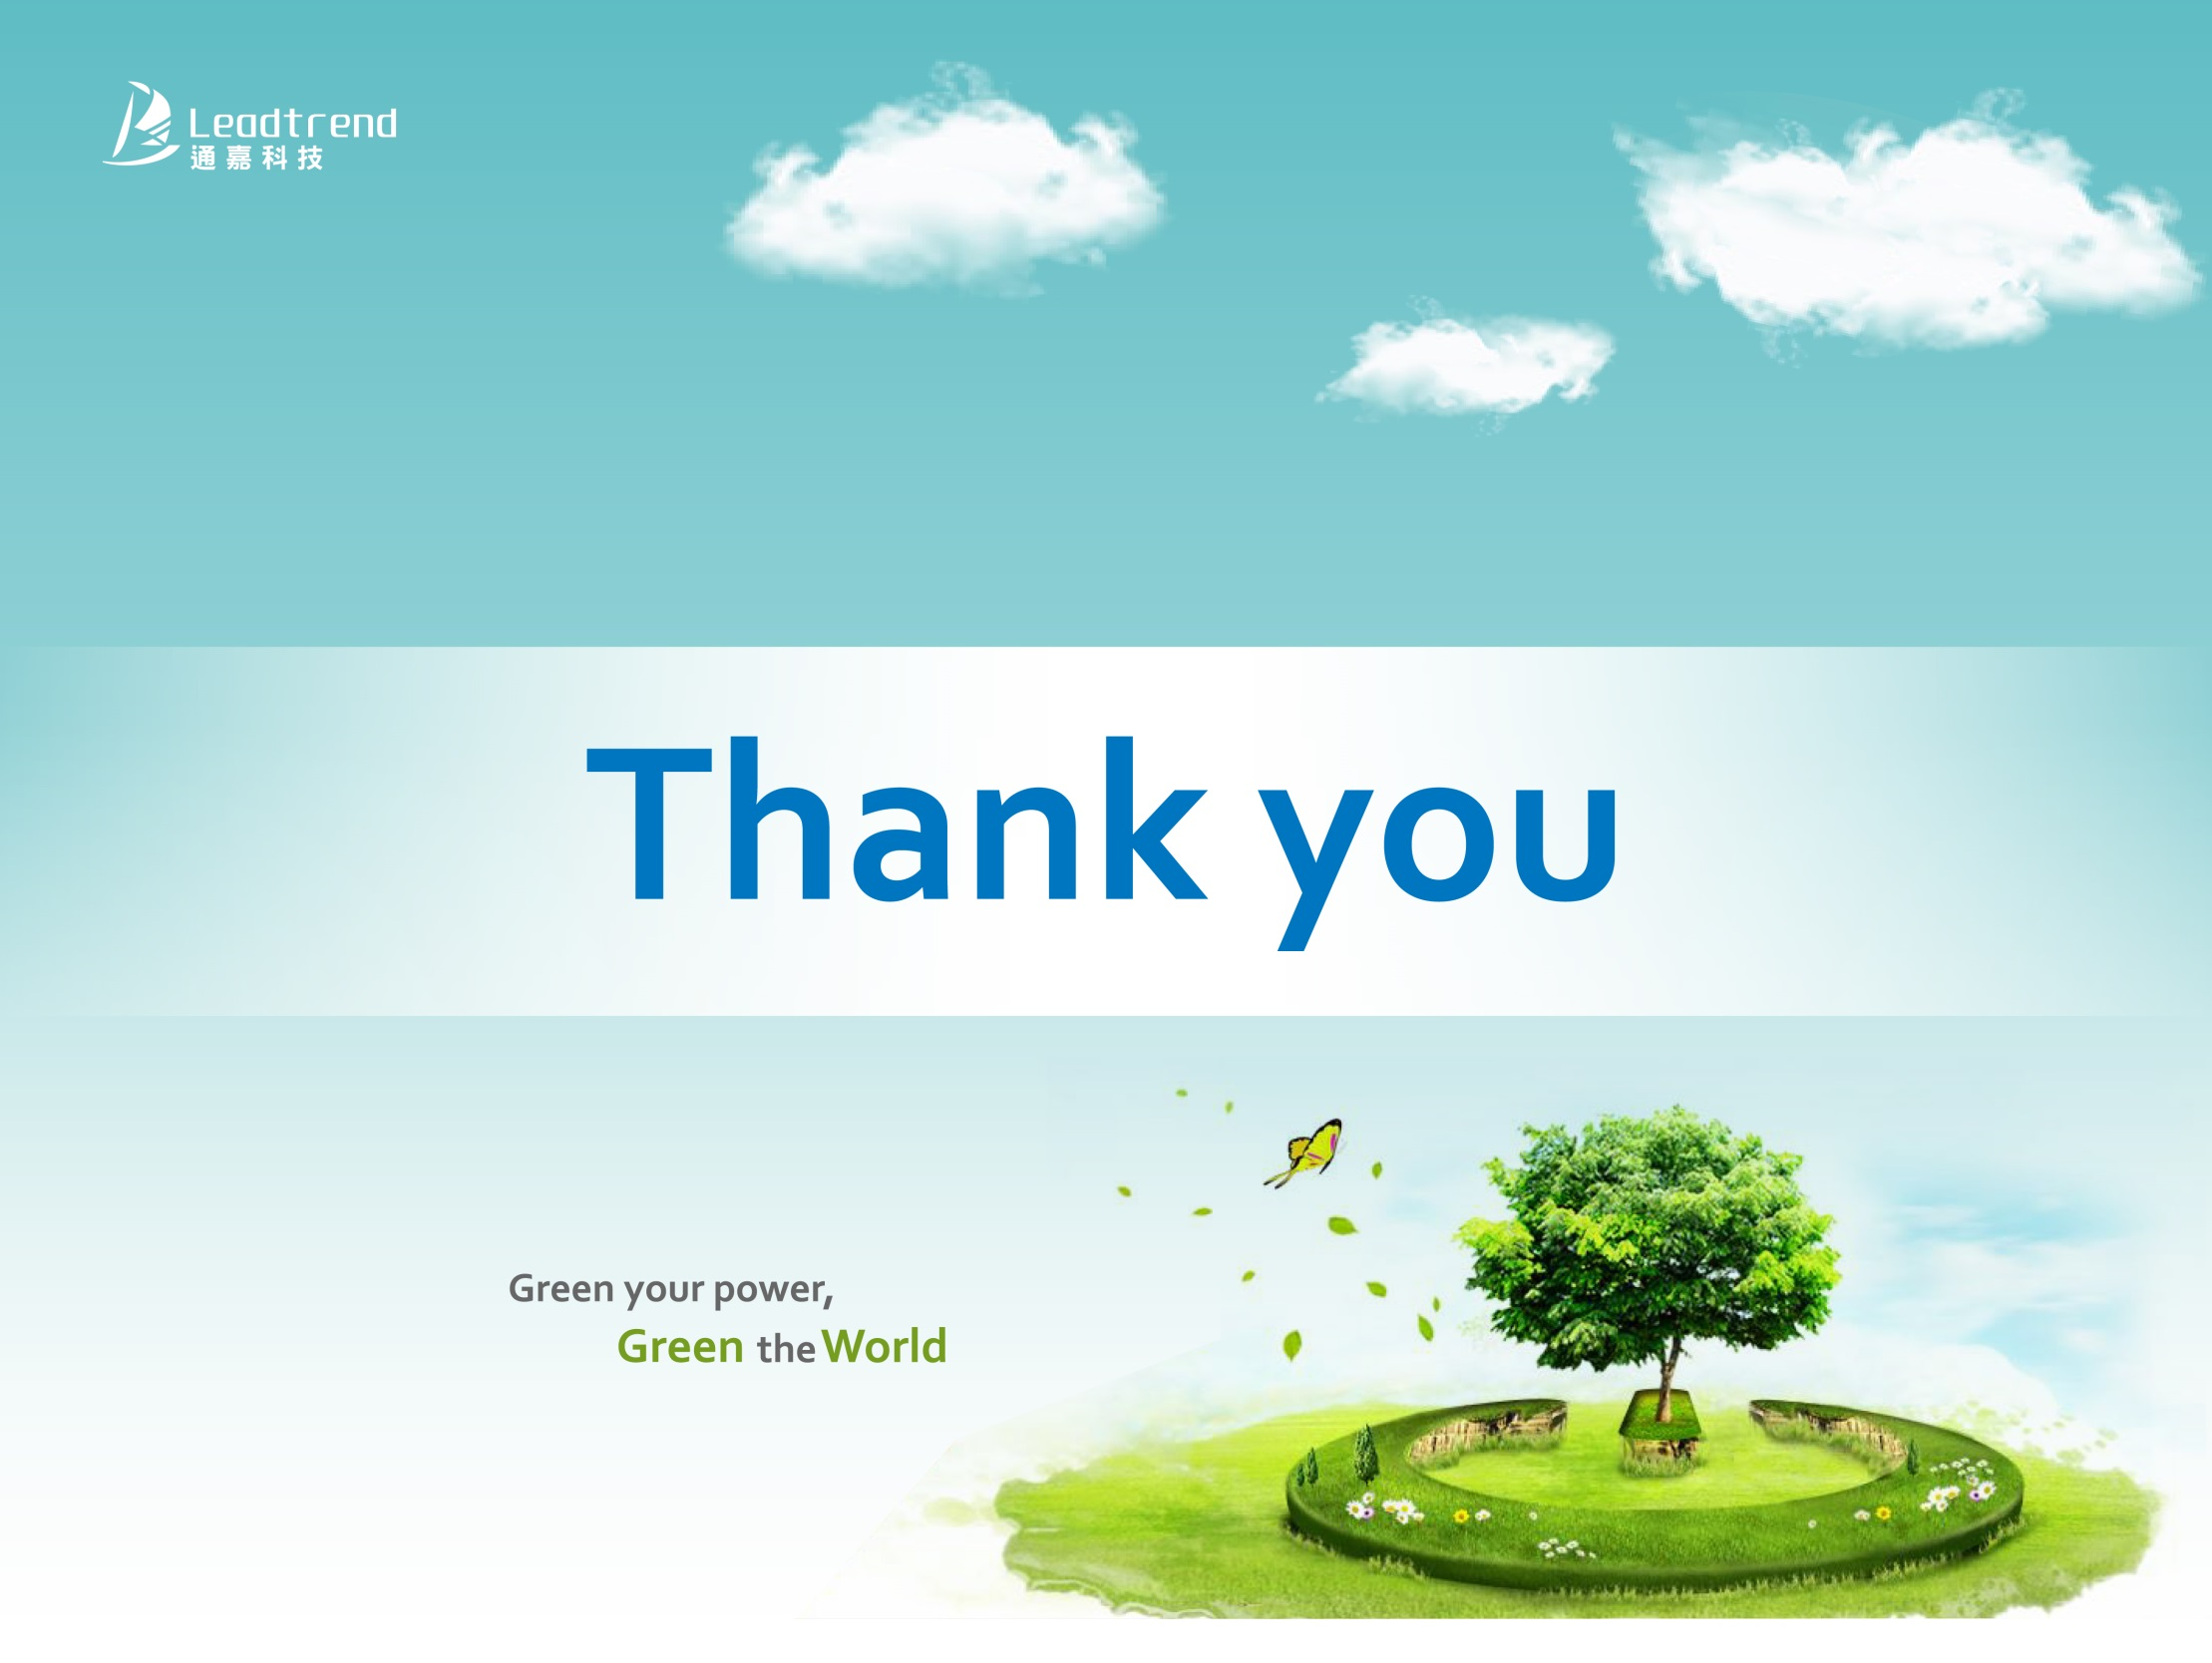 Leadtrend
通嘉科技
Thank you
Green your power,
Green the World